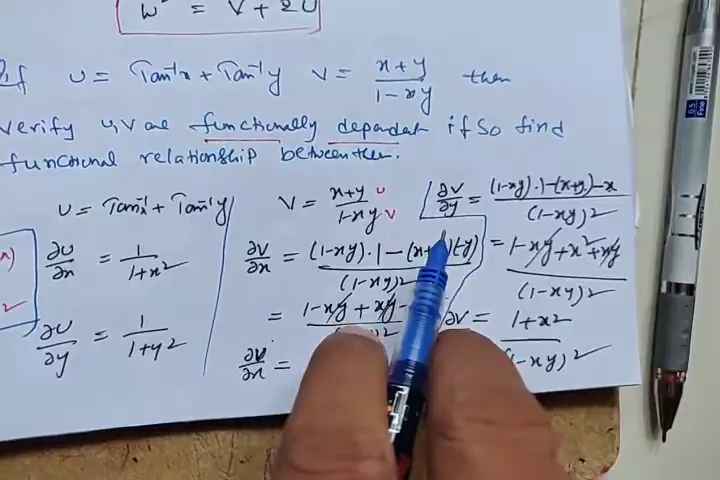 w² = v + 2u
If u = Tan⁻¹x + Tan⁻¹y v = x+y / 1-xy then
verify u,v are functionally dependat if so find
functional relationship between then.
u = Tan⁻¹x + Tan⁻¹y
∂u/∂x = 1/1+x²
∂u/∂y = 1/1+y²
v = x+y / 1-xy u v
∂v/∂x = (1-xy).1-(x+y)(-y) / (1-xy)²
= 1-xy+xy
∂v/∂x =
∂v/∂y = (1-xy).1-(x+y)-x / (1-xy)²
= 1-xy+x²+xy / (1-xy)²
∂v = 1+x² / (1-xy)²
0.5